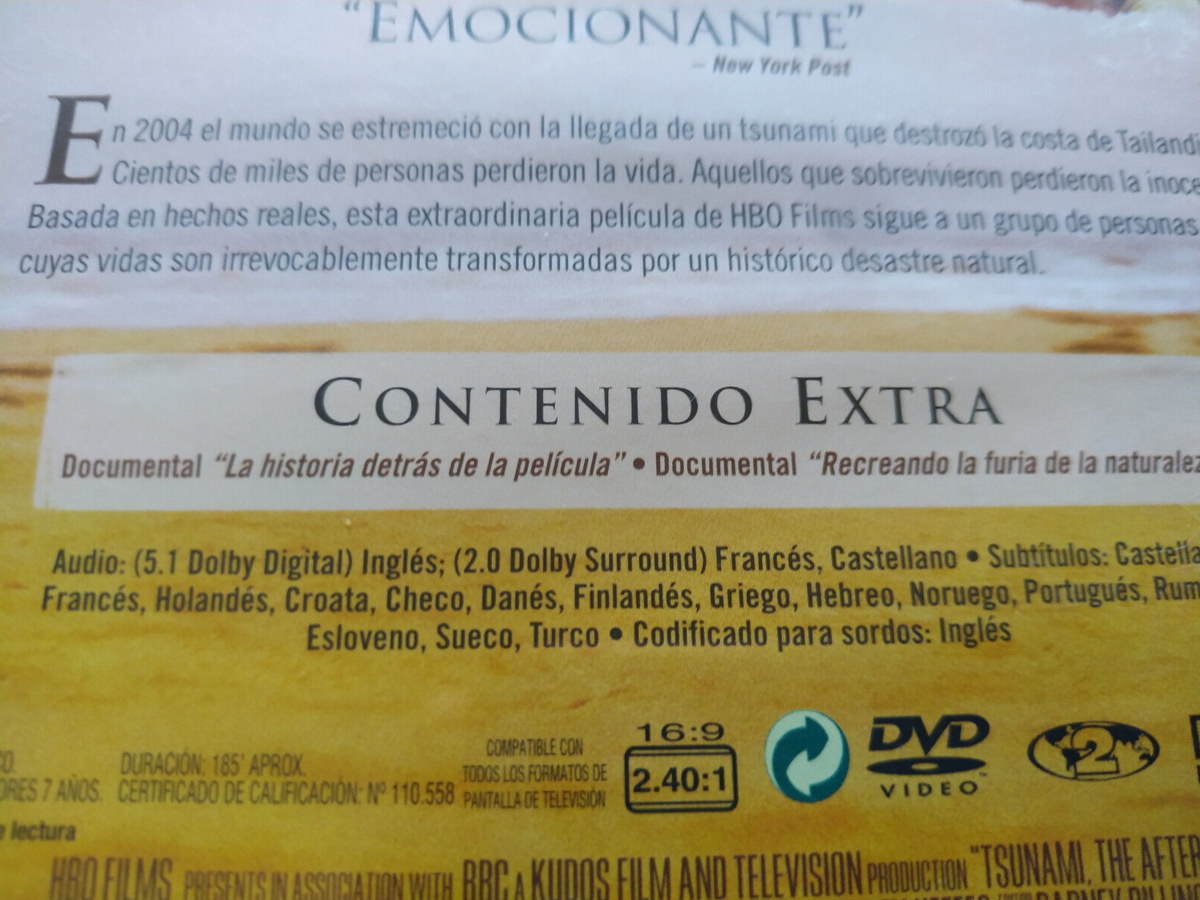 “EMOCIONANTE”
– New York Post
En 2004 el mundo se estremeció con la llegada de un tsunami que destrozó la costa de Tailandi
Cientos de miles de personas perdieron la vida. Aquellos que sobrevivieron perdieron la inoce
Basada en hechos reales, esta extraordinaria película de HBO Films sigue a un grupo de personas
cuyas vidas son irrevocablemente transformadas por un histórico desastre natural.
CONTENIDO EXTRA
Documental “La historia detrás de la película” • Documental “Recreando la furia de la naturalez
Audio: (5.1 Dolby Digital) Inglés; (2.0 Dolby Surround) Francés, Castellano • Subtítulos: Castella
Francés, Holandés, Croata, Checo, Danés, Finlandés, Griego, Hebreo, Noruego, Portugués, Rum
Esloveno, Sueco, Turco • Codificado para sordos: Inglés
CO. DURACIÓN: 185' APROX.
ORES 7 AÑOS. CERTIFICADO DE CALIFICACIÓN: Nº 110.558
COMPATIBLE CON
TODOS LOS FORMATOS DE
PANTALLA DE TELEVISIÓN
16:9
2.40:1
DVD
VIDEO
2
e lectura
HBO FILMS PRESENTS IN ASSOCIATION WITH BBC A KUDOS FILM AND TELEVISION PRODUCTION "TSUNAMI, THE AFTER